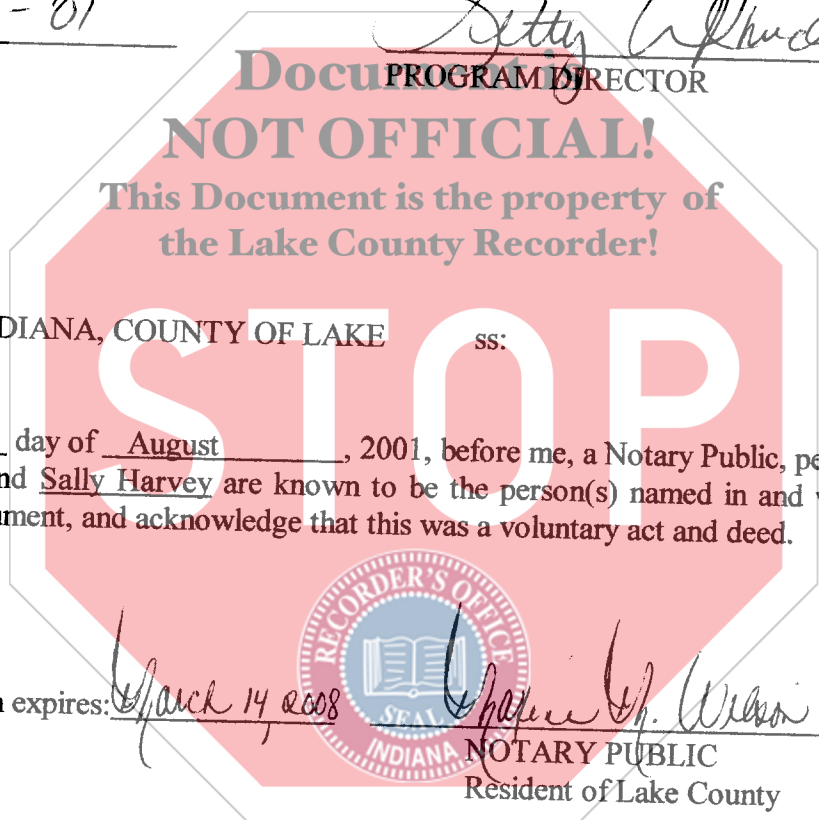 - 01
Betty
PROGRAM DIRECTOR
Document is
NOT OFFICIAL!
This Document is the property of
the Lake County Recorder!
STOP
DIANA, COUNTY OF LAKE ss:
day of August, 2001, before me, a Notary Public, pe
nd Sally Harvey are known to be the person(s) named in and
ument, and acknowledge that this was a voluntary act and deed.
RECORDER'S OFFICE
SEAL
INDIANA
n expires: March 14, 2008
M. Wilson
NOTARY PUBLIC
Resident of Lake County